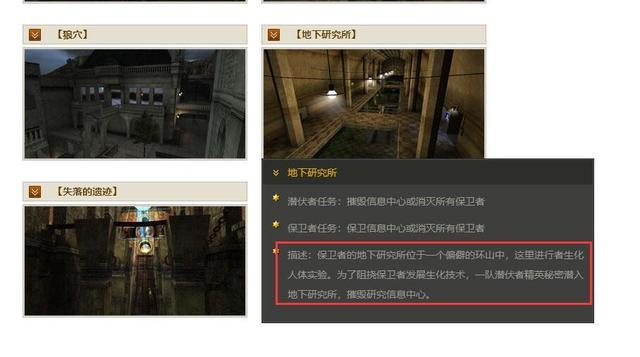 【狼穴】
【地下研究所】
【失落的遗迹】
地下研究所
潜伏者任务：摧毁信息中心或消灭所有保卫者
保卫者任务：保卫信息中心或消灭所有保卫者
描述：保卫者的地下研究所位于一个偏僻的环山中，这里进行者生化
人体实验。为了阻挠保卫者发展生化技术，一队潜伏者精英秘密潜入
地下研究所，摧毁研究信息中心。